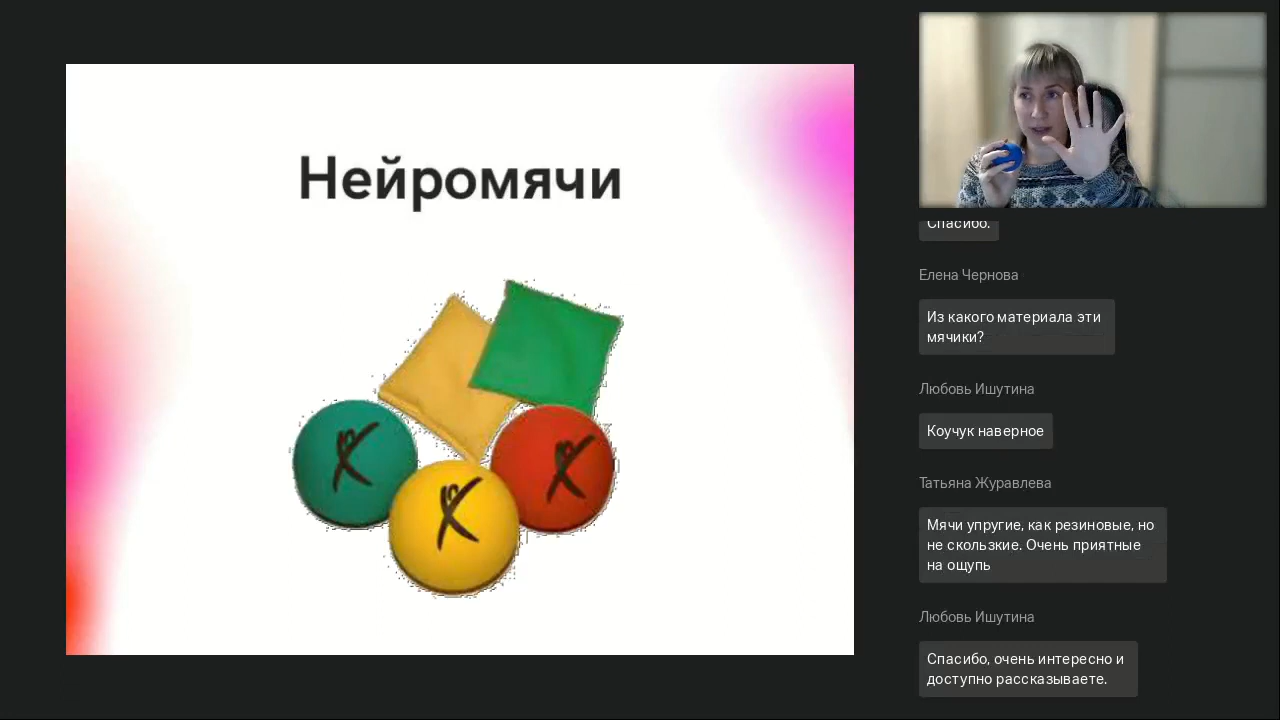 Нейромячи
Спасибо.
Елена Чернова
Из какого материала эти
мячики?
Любовь Ишутина
Коучук наверное
Татьяна Журавлева
Мячи упругие, как резиновые, но
не скользкие. Очень приятные
на ощупь
Любовь Ишутина
Спасибо, очень интересно и
доступно рассказываете.